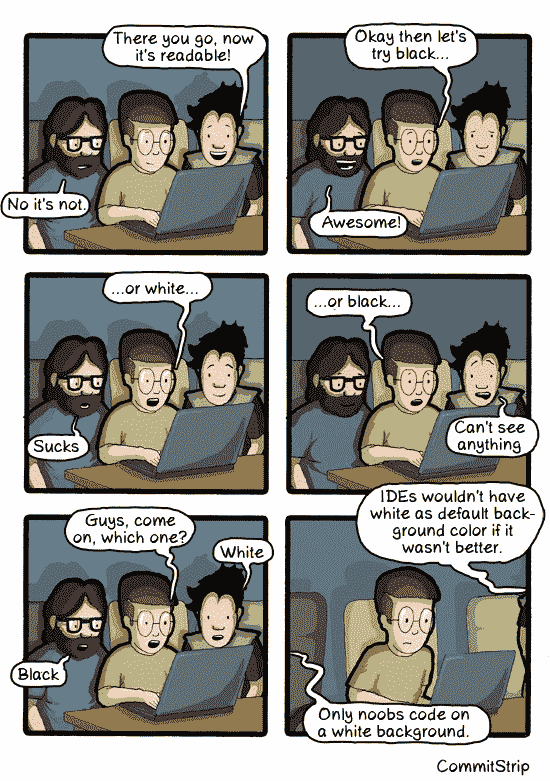 There you go, now
it's readable!
No it's not.
Okay then let's
try black...
Awesome!
...or white...
Sucks
...or black...
Can't see
anything
Guys, come
on, which one?
White
Black
IDEs wouldn't have
white as default back-
ground color if it
wasn't better.
Only noobs code on
a white background.
CommitStrip